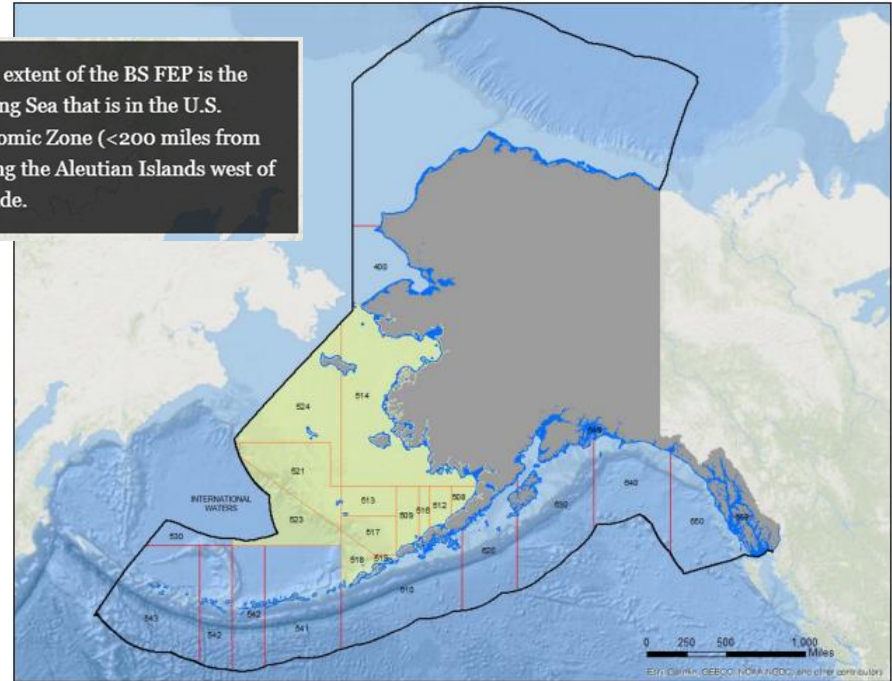 extent of the BS FEP is the
ng Sea that is in the U.S.
omic Zone (<200 miles from
ng the Aleutian Islands west of
de.
400
514
524
521
INTERNATIONAL
WATERS
513
509
516
512
508
523
517
530
518
519
543
542
542
541
610
620
630
640
650
0 250 500 1,000
Miles
Esri, Garmin, GEBCO, NOAA NGDC, and other contributors